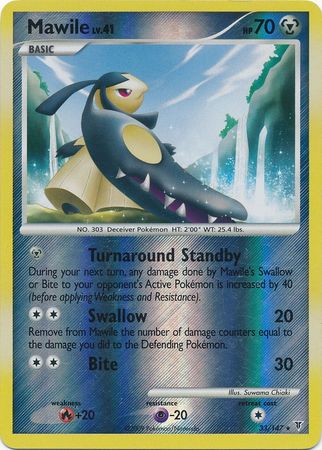 Mawile LV.41 HP 70
BASIC
NO. 303 Deceiver Pokémon HT: 2'00" WT: 25.4 lbs.
Turnaround Standby
During your next turn, any damage done by Mawile's Swallow
or Bite to your opponent's Active Pokémon is increased by 40
(before applying Weakness and Resistance).
Swallow 20
Remove from Mawile the number of damage counters equal to
the damage you did to the Defending Pokémon.
Bite 30
Illus. Suwama Chiaki
weakness resistance retreat cost
+20 -20
©2009 Pokémon/Nintendo 33/147 ★